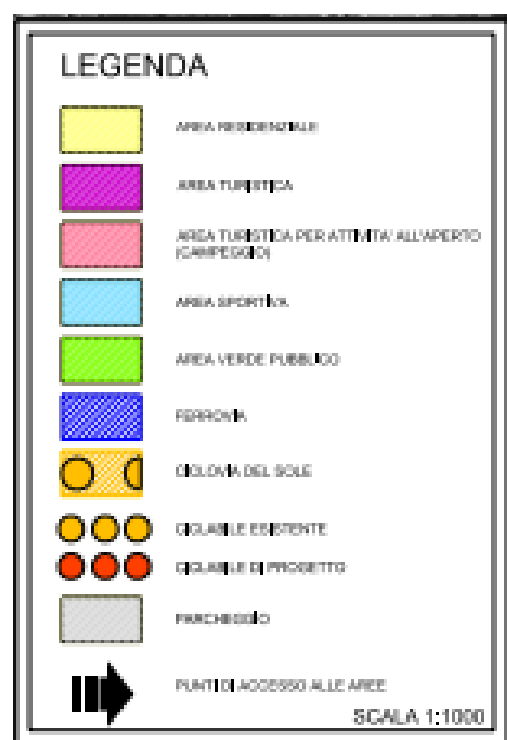 LEGENDA
AREA RESIDENZIALE
AREA TURISTICA
AREA TURISTICA PER ATTIVITA' ALL'APERTO
(CAMPEGGIO)
AREA SPORTIVA
AREA VERDE PUBBLICO
FERROVIA
CICLOVIA DEL SOLE
CICLABILE ESISTENTE
CICLABILE DI PROGETTO
PARCHEGGIO
PUNTI DI ACCESSO ALLE AREE
SCALA 1:1000